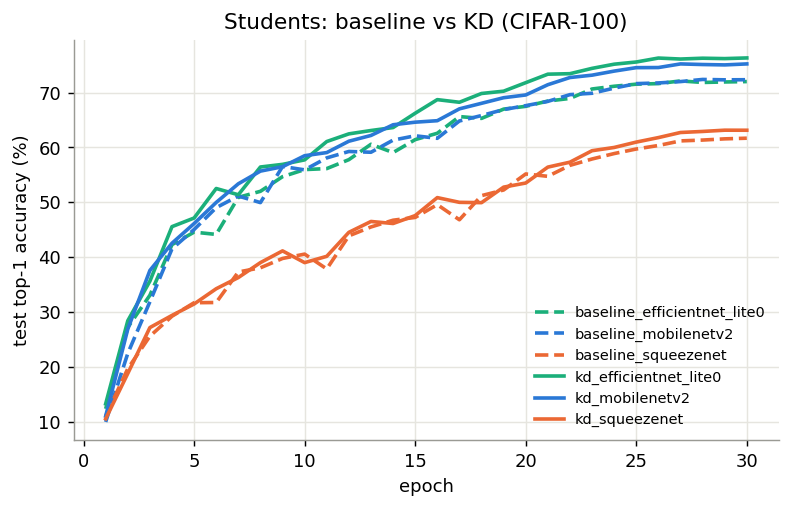 Students: baseline vs KD (CIFAR-100)
test top-1 accuracy (%)
70
60
50
40
30
20
10
baseline_efficientnet_lite0
baseline_mobilenetv2
baseline_squeezenet
kd_efficientnet_lite0
kd_mobilenetv2
kd_squeezenet
0 5 10 15 20 25 30
epoch